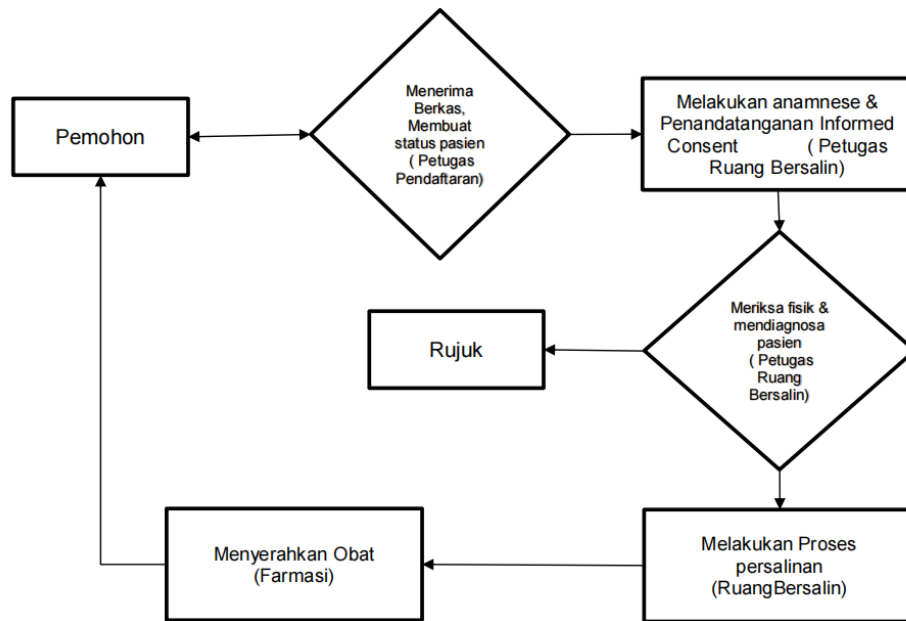 Pemohon
Menerima
Berkas,
Membuat
status pasien
( Petugas
Pendaftaran)
Melakukan anamnese &
Penandatanganan Informed
Consent ( Petugas
Ruang Bersalin)
Meriksa fisik &
mendiagnosa
pasien
( Petugas
Ruang
Bersalin)
Rujuk
Melakukan Proses
persalinan
(RuangBersalin)
Menyerahkan Obat
(Farmasi)